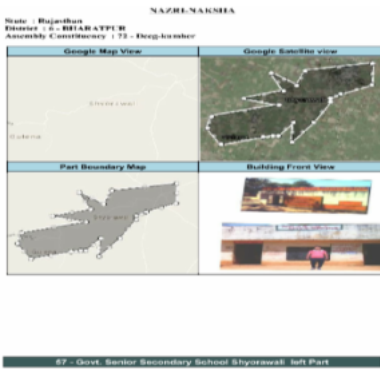 NAZRI-NAKSHA
State : Rajasthan
District : 6 - BHARATPUR
Assembly Constituency : 72 - Deeg-kumher
Google Map View
Google Satellite view
Part Boundary Map
Building Front View
67 - Govt. Senior Secondary School Shyorawali left Part